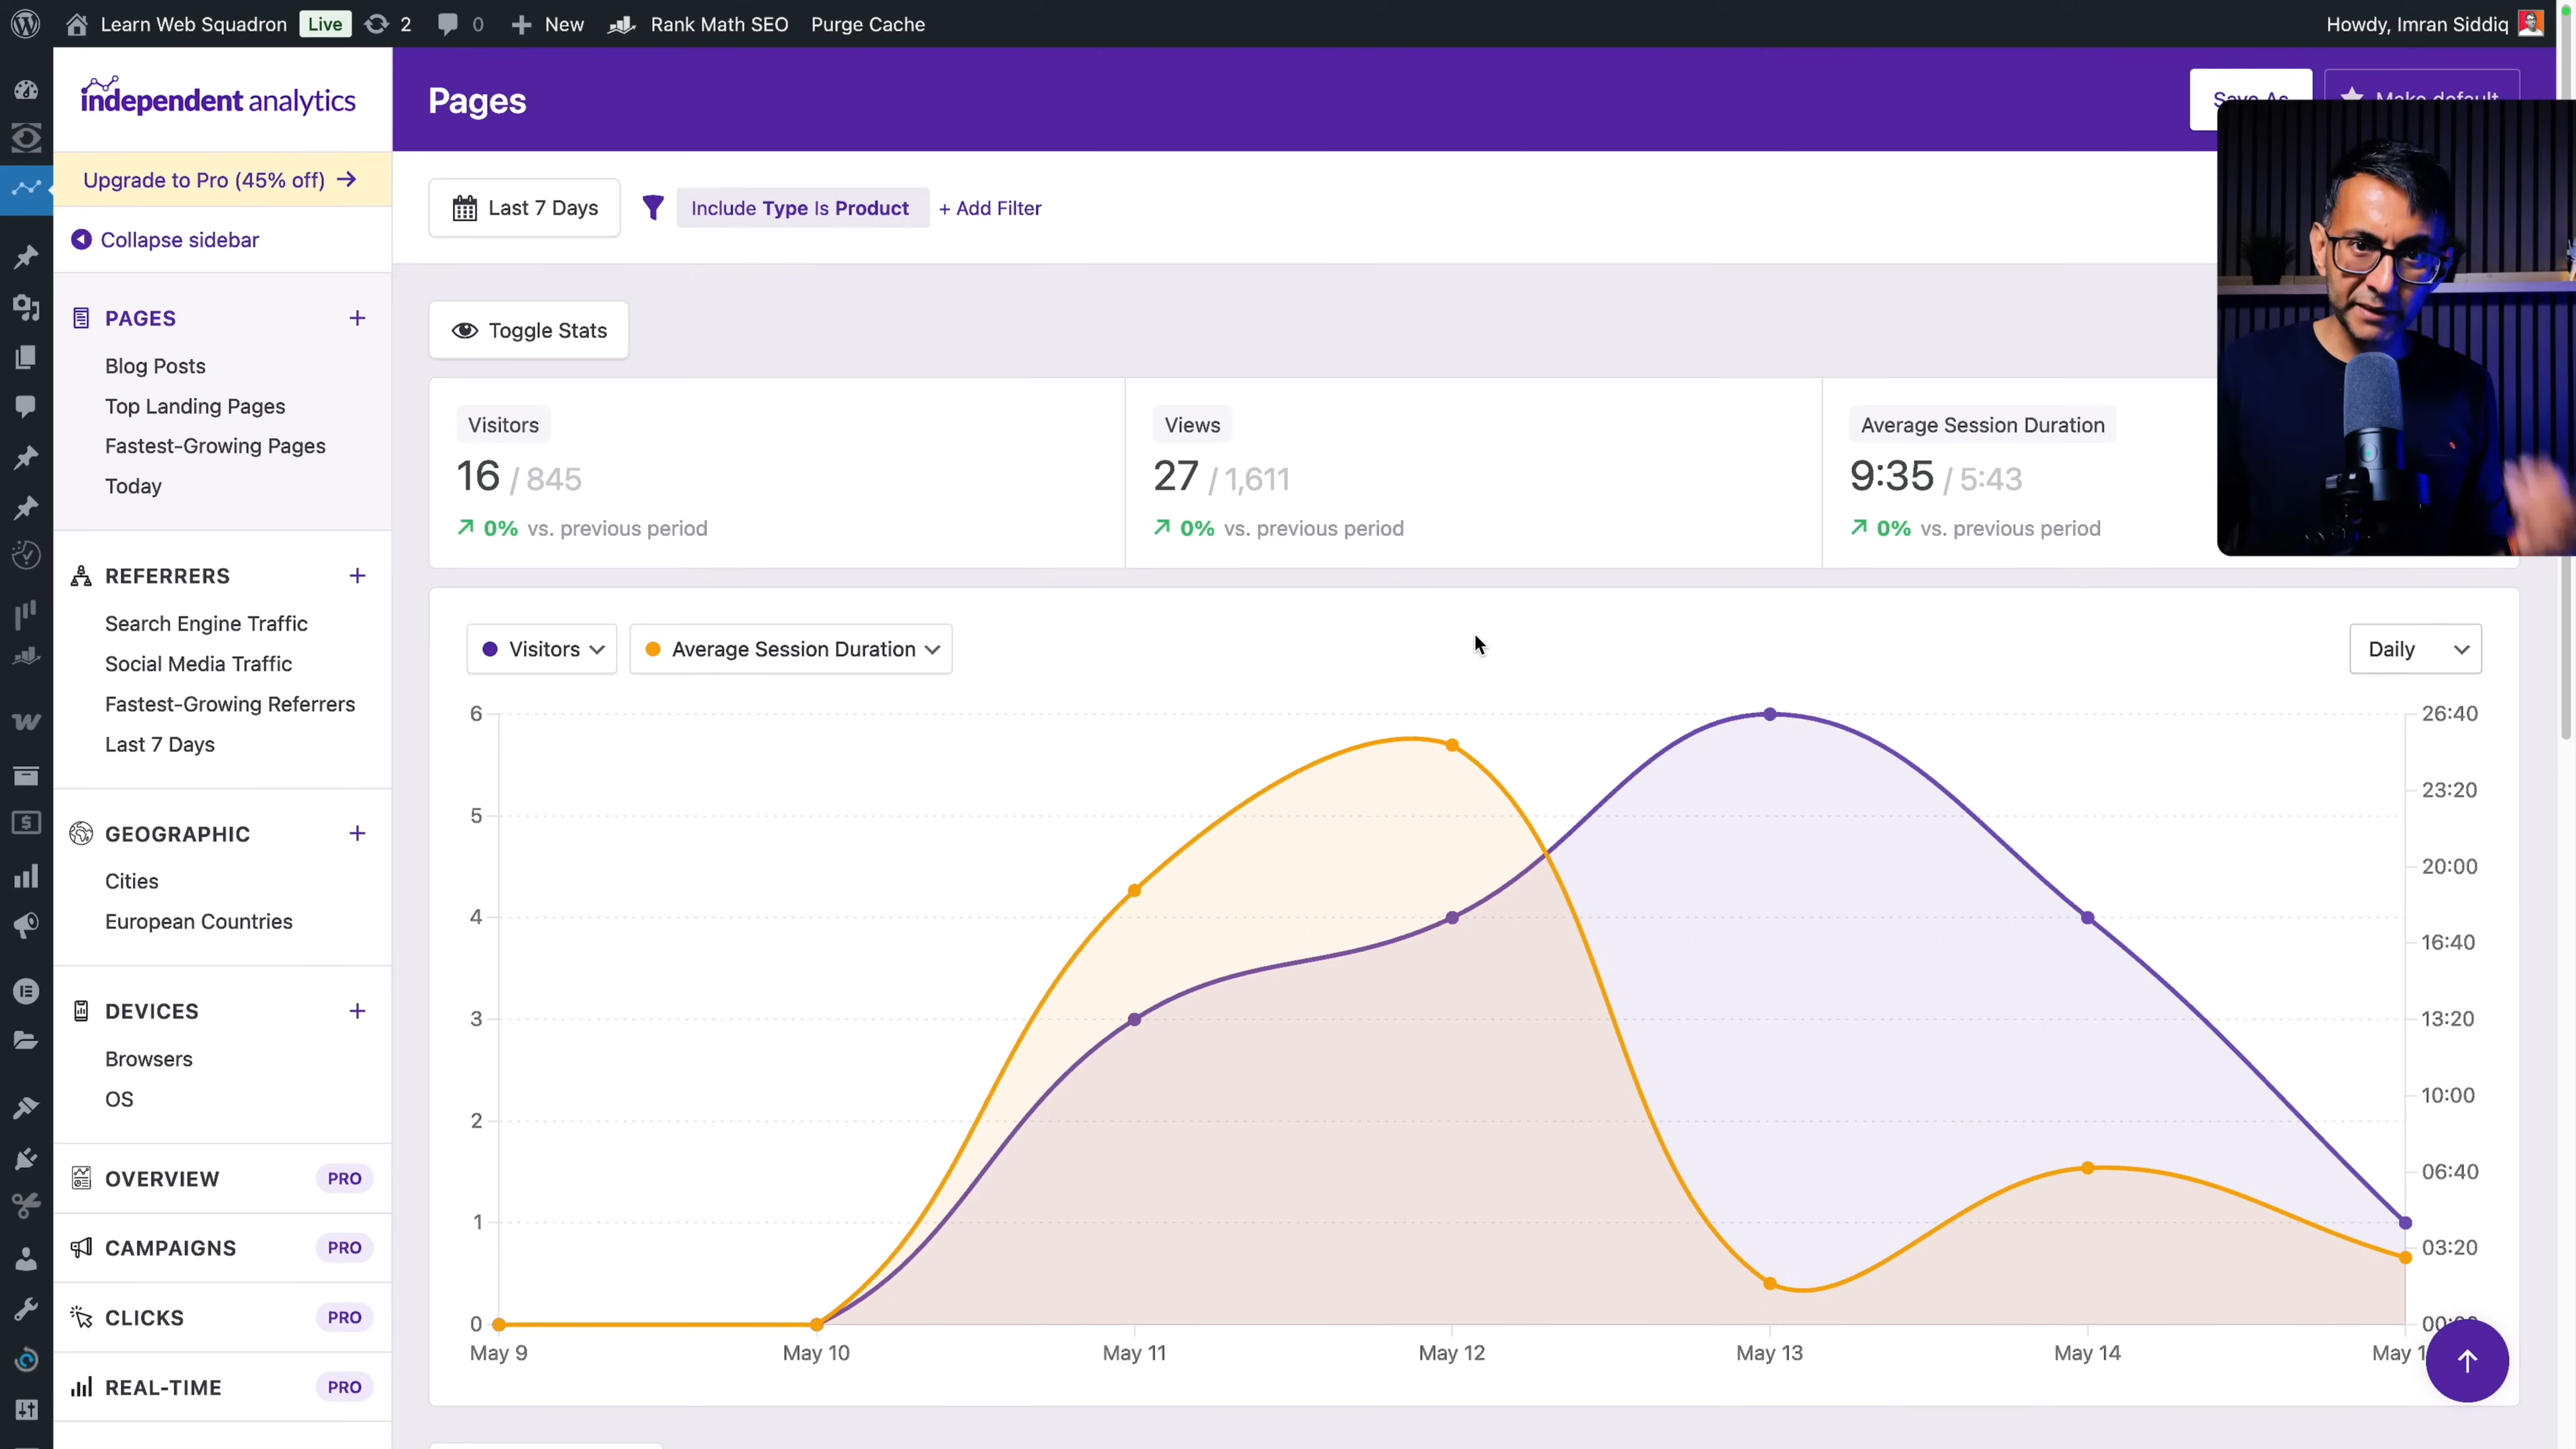 Learn Web Squadron Live 2 0 New Rank Math SEO Purge Cache Howdy, Imran Siddiq
independent analytics
Upgrade to Pro (45% off) →
Collapse sidebar
PAGES +
Blog Posts
Top Landing Pages
Fastest-Growing Pages
Today
REFERRERS +
Search Engine Traffic
Social Media Traffic
Fastest-Growing Referrers
Last 7 Days
GEOGRAPHIC +
Cities
European Countries
DEVICES +
Browsers
OS
OVERVIEW PRO
CAMPAIGNS PRO
CLICKS PRO
REAL-TIME PRO
Pages
Save As Make default
Last 7 Days Include Type Is Product + Add Filter
Toggle Stats
Visitors
16 / 845
0% vs. previous period
Views
27 / 1,611
0% vs. previous period
Average Session Duration
9:35 / 5:43
0% vs. previous period
Visitors Average Session Duration Daily
6 26:40
23:20
5
20:00
4
16:40
3 13:20
10:00
2
06:40
1
03:20
0
May 9 May 10 May 11 May 12 May 13 May 14 May